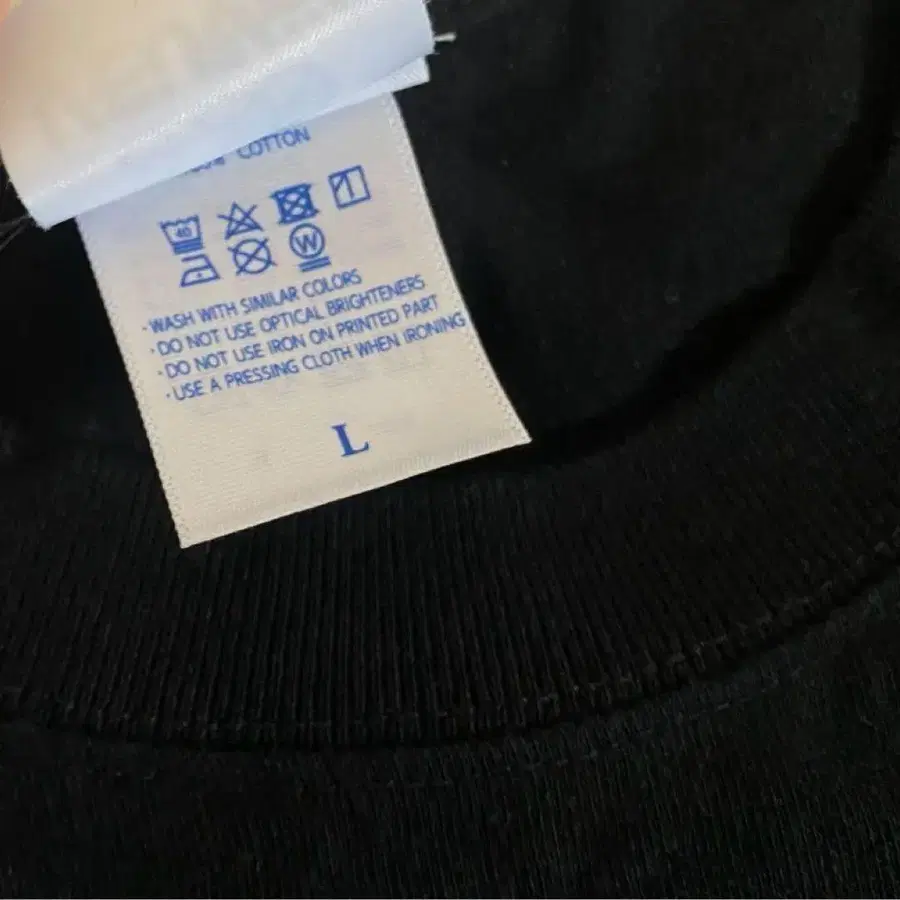 COTTON
40
W
·WASH WITH SIMILAR COLORS
·DO NOT USE OPTICAL BRIGHTENERS
·DO NOT USE IRON ON PRINTED PART
·USE A PRESSING CLOTH WHEN IRONING
L